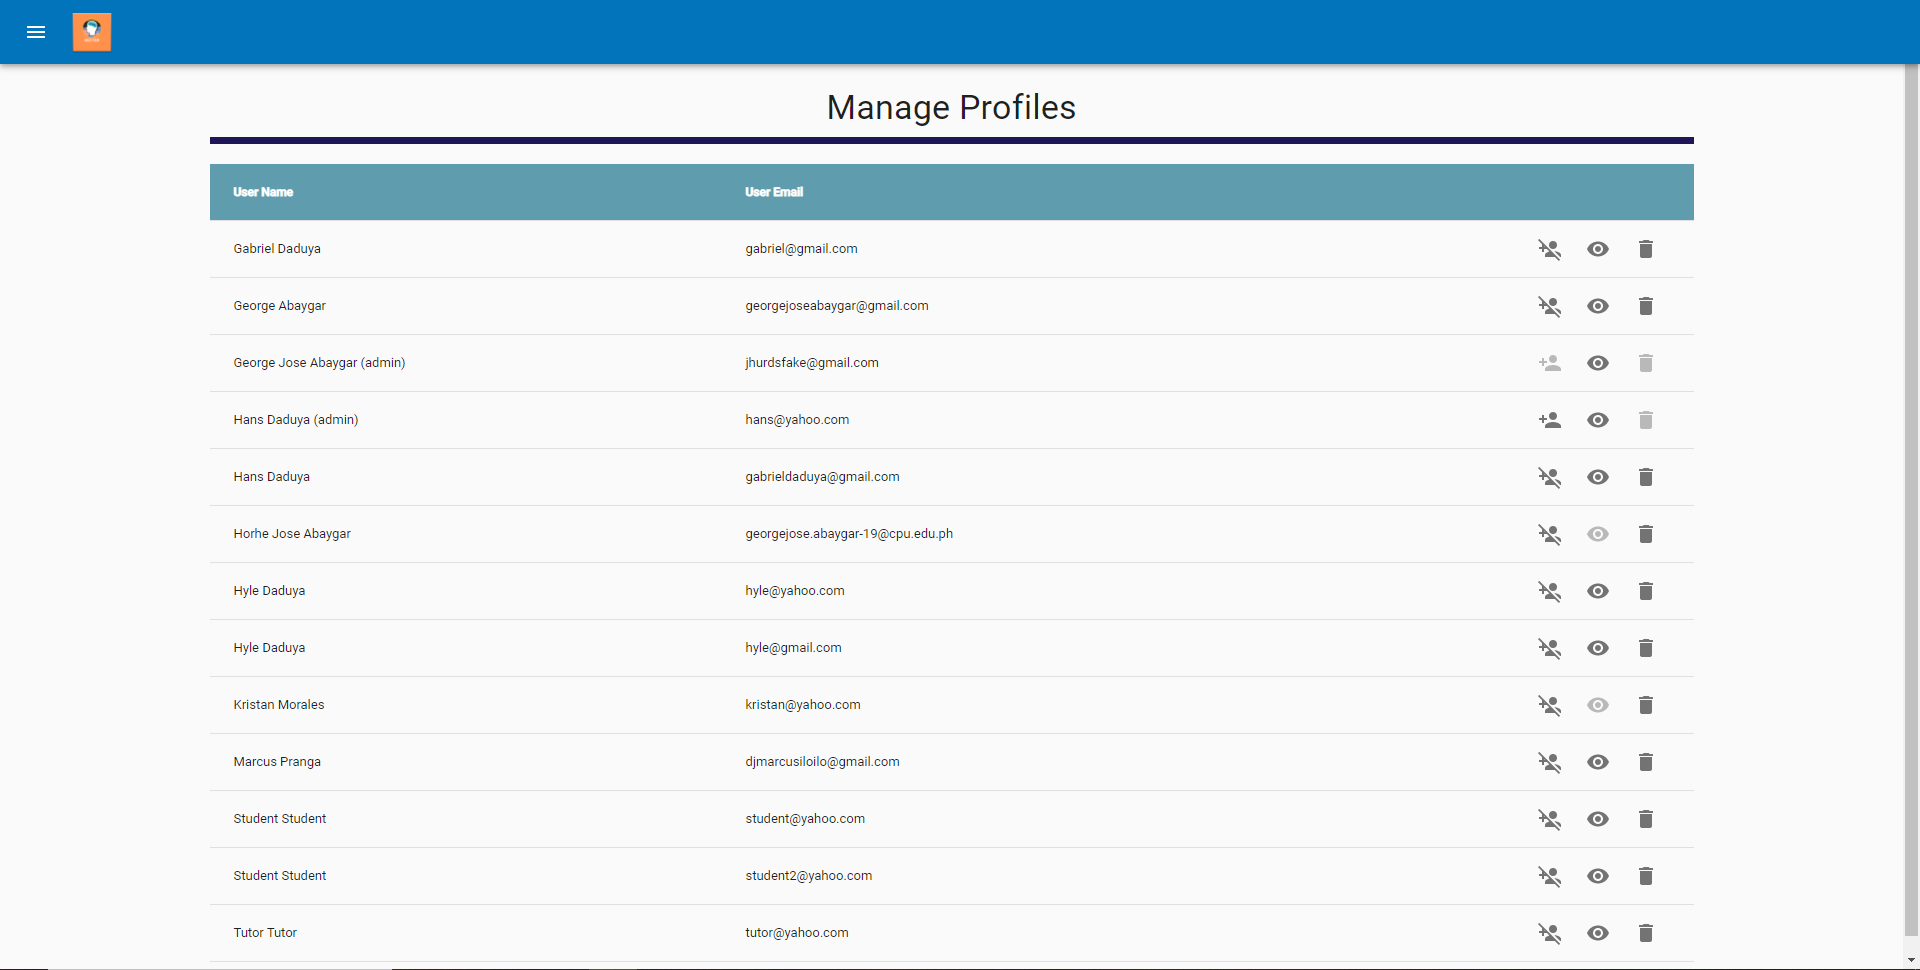 Manage Profiles
User Name User Email
Gabriel Daduya gabriel@gmail.com
George Abaygar georgejoseabaygar@gmail.com
George Jose Abaygar (admin) jhurdsfake@gmail.com
Hans Daduya (admin) hans@yahoo.com
Hans Daduya gabrieldaduya@gmail.com
Horhe Jose Abaygar georgejose.abaygar-19@cpu.edu.ph
Hyle Daduya hyle@yahoo.com
Hyle Daduya hyle@gmail.com
Kristan Morales kristan@yahoo.com
Marcus Pranga djmarcusiloilo@gmail.com
Student Student student@yahoo.com
Student Student student2@yahoo.com
Tutor Tutor tutor@yahoo.com